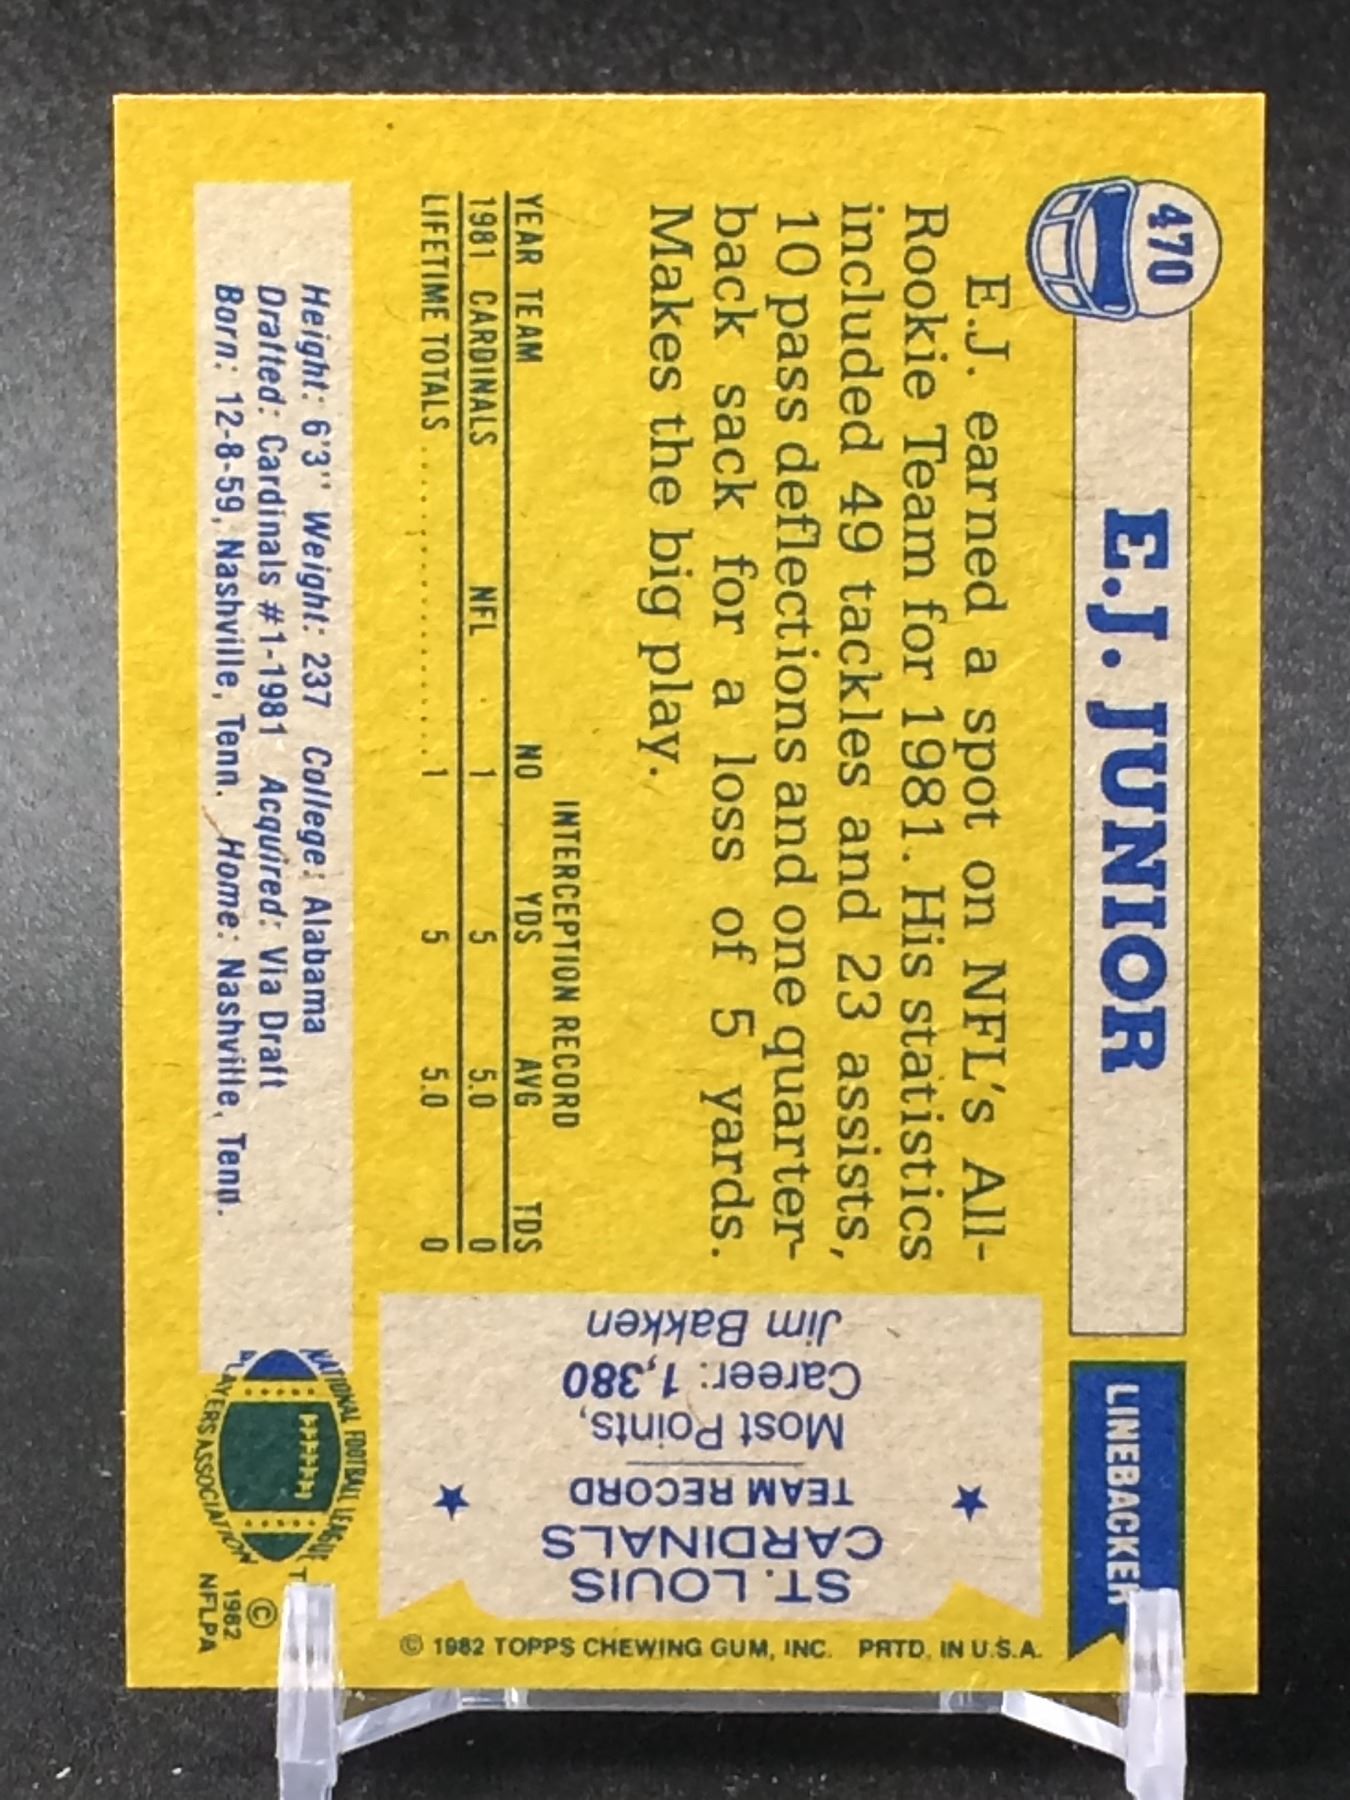 470
E.J. JUNIOR
LINEBACKER
E.J. earned a spot on NFL's All-
Rookie Team for 1981. His statistics
included 49 tackles and 23 assists,
10 pass deflections and one quarter-
back sack for a loss of 5 yards.
Makes the big play.
INTERCEPTION RECORD
YEAR TEAM NO YDS AVG TDS
1981 CARDINALS NFL 1 5 5.0 0
LIFETIME TOTALS .......................... 1 5 5.0 0
Height: 6'3" Weight: 237 College: Alabama
Drafted: Cardinals #1-1981 Acquired: Via Draft
Born: 12-8-59, Nashville, Tenn. Home: Nashville, Tenn.
ST. LOUIS
CARDINALS
TEAM RECORD
Most Points,
Career: 1,380
Jim Bakken
NATIONAL FOOTBALL LEAGUE
PLAYERS ASSOCIATION
© 1982
NFLPA
© 1982 TOPPS CHEWING GUM, INC. PRTD. IN U.S.A.